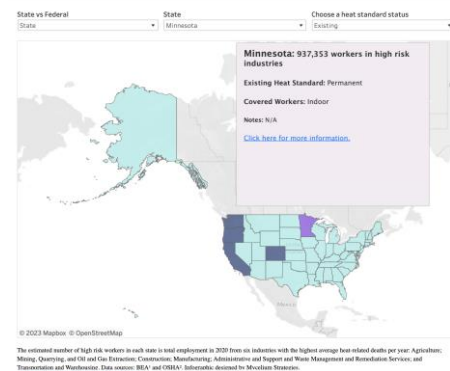 State vs Federal
State
Choose a heat standard status
State
Minnesota
Existing
Minnesota: 937,353 workers in high risk
industries
Existing Heat Standard: Permanent
Covered Workers: Indoor
Notes: N/A
Click here for more information.
Mexico
© 2023 Mapbox © OpenStreetMap
The estimated number of high risk workers in each state is total employment in 2020 from six industries with the highest average heat-related deaths per year: Agriculture;
Mining, Quarrying, and Oil and Gas Extraction; Construction; Manufacturing; Administrative and Support and Waste Management and Remediation Services; and
Transportation and Warehousing. Data sources: BEA¹ and OSHA². Infographic designed by Mycelium Strategies.